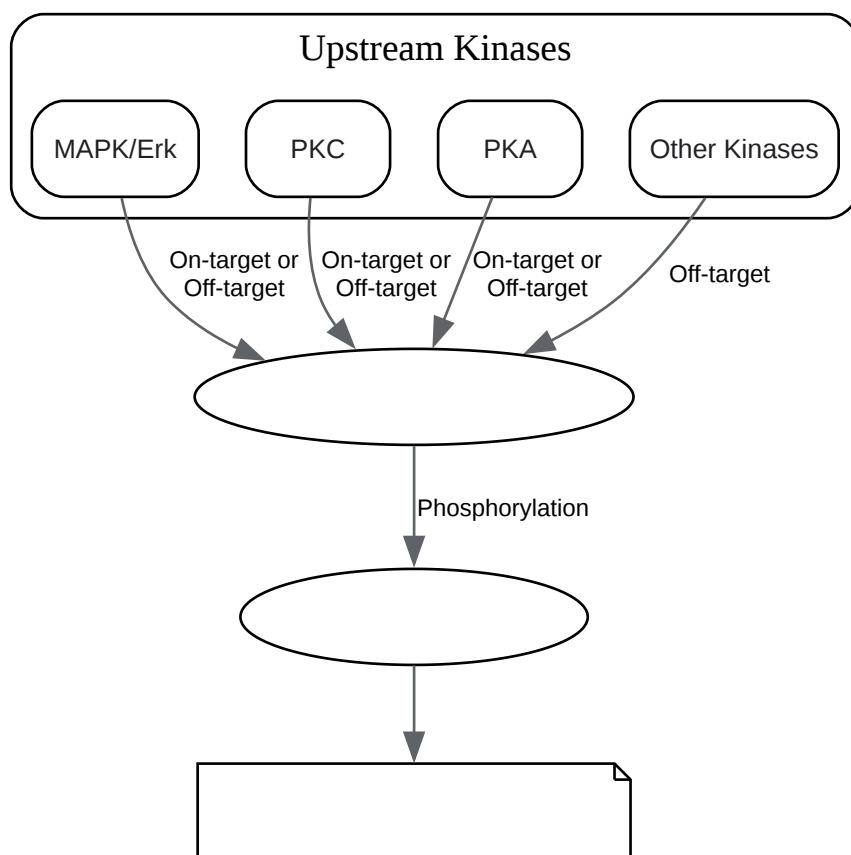 Upstream Kinases
MAPK/Erk
PKC
PKA
Other Kinases
On-target or
Off-target
On-target or
Off-target
On-target or
Off-target
Off-target
Phosphorylation